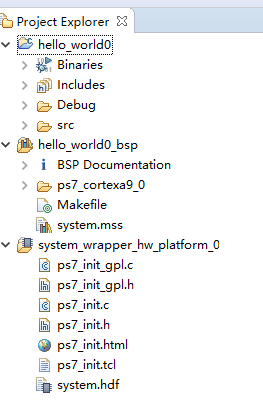 Project Explorer
hello_world0
Binaries
Includes
Debug
src
hello_world0_bsp
BSP Documentation
ps7_cortexa9_0
Makefile
system.mss
system_wrapper_hw_platform_0
ps7_init_gpl.c
ps7_init_gpl.h
ps7_init.c
ps7_init.h
ps7_init.html
ps7_init.tcl
system.hdf